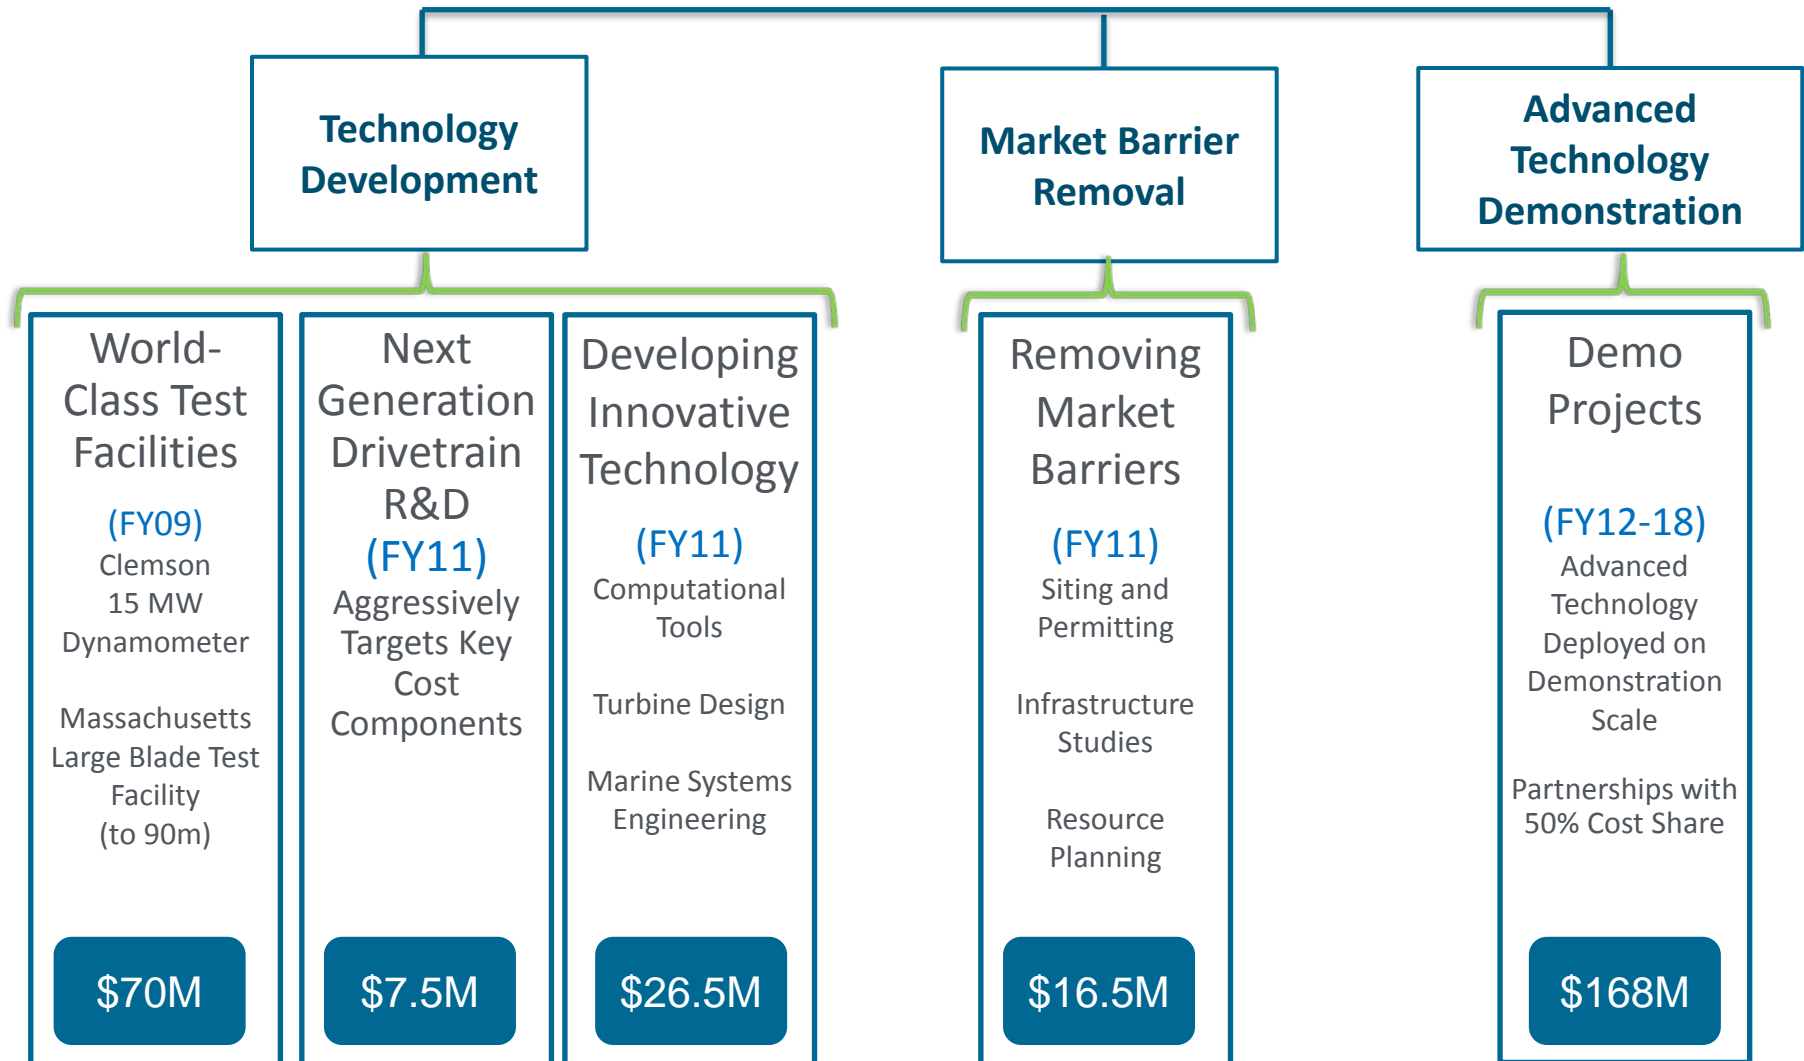 Technology
Development
Market Barrier
Removal
Advanced
Technology
Demonstration
World-
Class Test
Facilities
(FY09)
Clemson
15 MW
Dynamometer
Massachusetts
Large Blade Test
Facility
(to 90m)
$70M
Next
Generation
Drivetrain
R&D
(FY11)
Aggressively
Targets Key
Cost
Components
$7.5M
Developing
Innovative
Technology
(FY11)
Computational
Tools
Turbine Design
Marine Systems
Engineering
$26.5M
Removing
Market
Barriers
(FY11)
Siting and
Permitting
Infrastructure
Studies
Resource
Planning
$16.5M
Demo
Projects
(FY12-18)
Advanced
Technology
Deployed on
Demonstration
Scale
Partnerships with
50% Cost Share
$168M